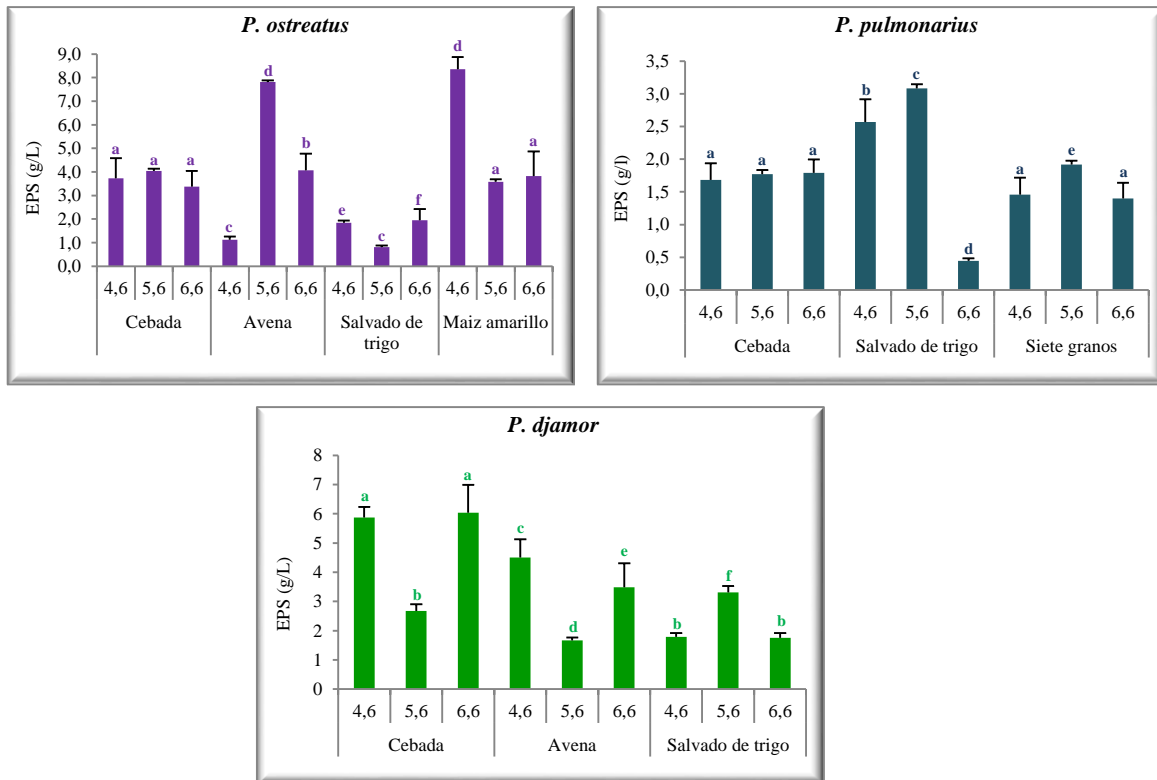 P. ostreatus
EPS (g/L)
9,0
8,0
7,0
6,0
5,0
4,0
3,0
2,0
1,0
0,0
a a a c d b e c f d a a
4,6 5,6 6,6 4,6 5,6 6,6 4,6 5,6 6,6 4,6 5,6 6,6
Cebada Avena Salvado de Maiz amarillo
trigo
P. pulmonarius
EPS (g/l)
3,5
3,0
2,5
2,0
1,5
1,0
0,5
0,0
a a a b c d a e a
4,6 5,6 6,6 4,6 5,6 6,6 4,6 5,6 6,6
Cebada Salvado de trigo Siete granos
P. djamor
EPS (g/L)
8
7
6
5
4
3
2
1
0
a b a c d e b f b
4,6 5,6 6,6 4,6 5,6 6,6 4,6 5,6 6,6
Cebada Avena Salvado de trigo